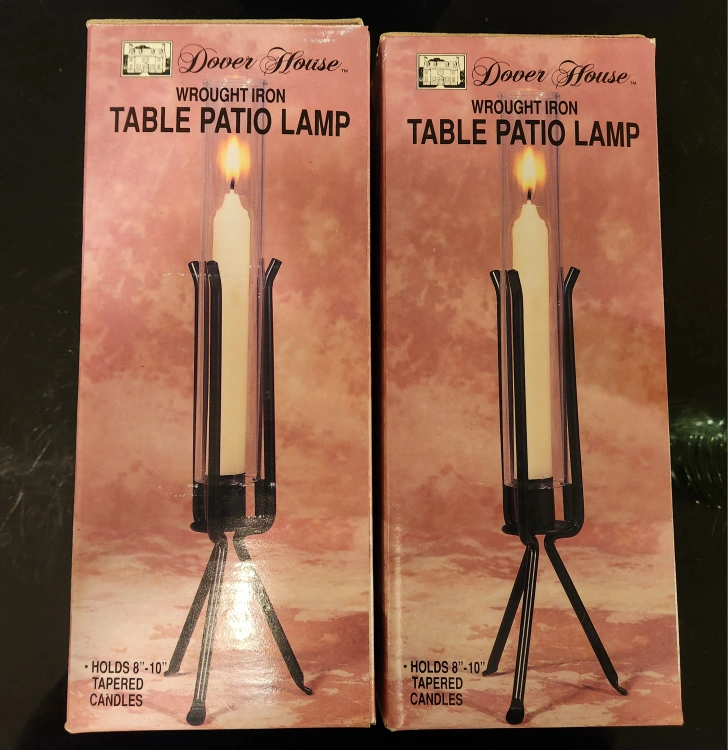 Dover House™
WROUGHT IRON
TABLE PATIO LAMP
• HOLDS 8"-10"
TAPERED
CANDLES
Dover House™
WROUGHT IRON
TABLE PATIO LAMP
• HOLDS 8"-10"
TAPERED
CANDLES